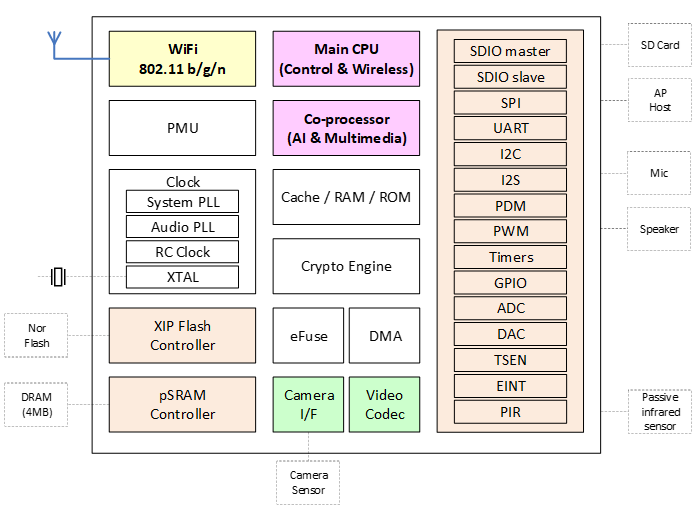 WiFi
802.11 b/g/n
PMU
Clock
System PLL
Audio PLL
RC Clock
XTAL
XIP Flash
Controller
pSRAM
Controller
Main CPU
(Control & Wireless)
Co-processor
(AI & Multimedia)
Cache / RAM / ROM
Crypto Engine
eFuse
DMA
Camera
I/F
Video
Codec
SDIO master
SDIO slave
SPI
UART
I2C
I2S
PDM
PWM
Timers
GPIO
ADC
DAC
TSEN
EINT
PIR
Nor
Flash
DRAM
(4MB)
Camera
Sensor
SD Card
AP
Host
Mic
Speaker
Passive
infrared
sensor